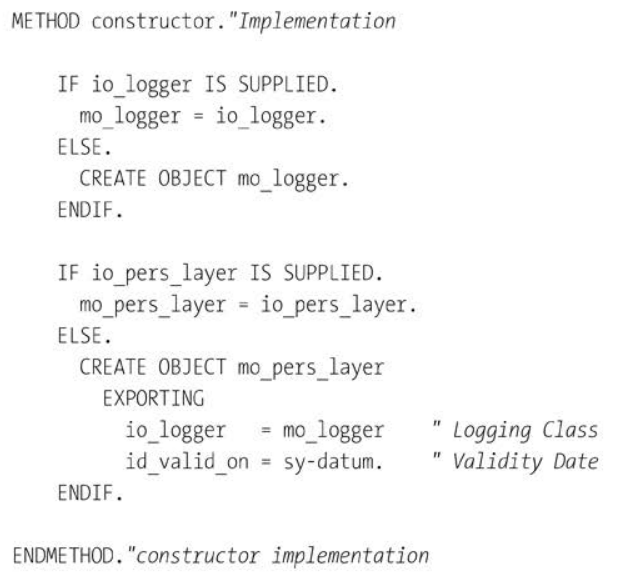 METHOD constructor."Implementation
IF io_logger IS SUPPLIED.
mo_logger = io_logger.
ELSE.
CREATE OBJECT mo_logger.
ENDIF.
IF io_pers_layer IS SUPPLIED.
mo_pers_layer = io_pers_layer.
ELSE.
CREATE OBJECT mo_pers_layer
EXPORTING
io_logger = mo_logger " Logging Class
id_valid_on = sy-datum. " Validity Date
ENDIF.
ENDMETHOD."constructor implementation